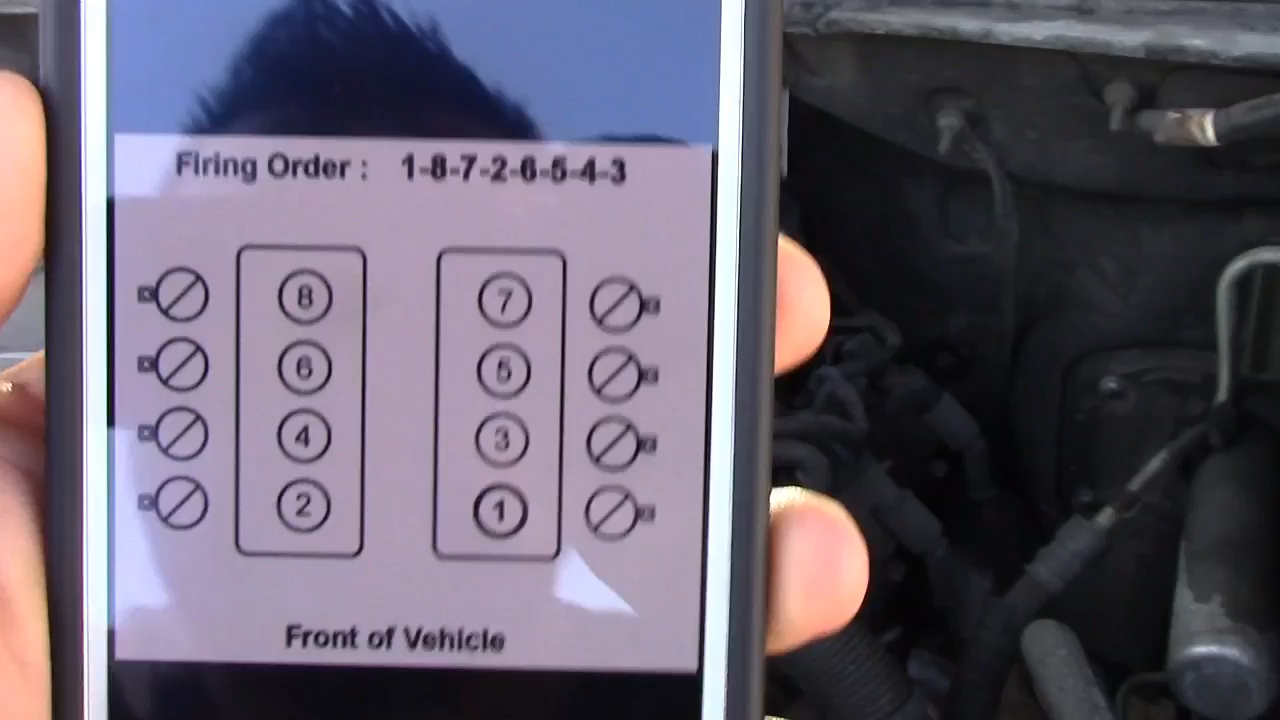 Firing Order : 1-8-7-2-6-5-4-3
8 7
6 5
4 3
2 1
Front of Vehicle